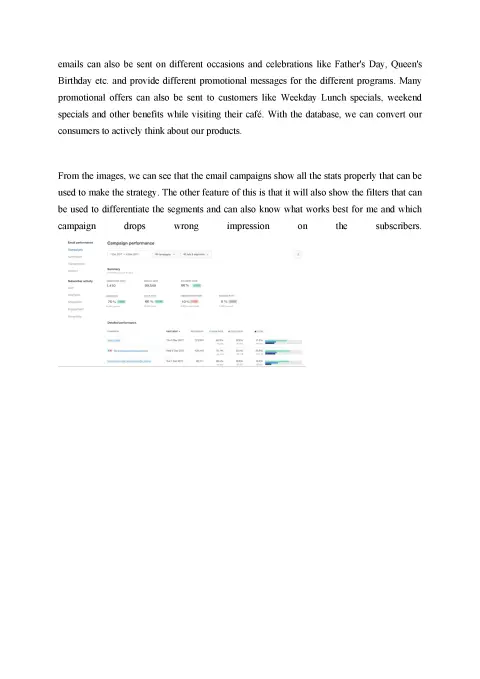 emails can also be sent on different occasions and celebrations like Father's Day, Queen's
Birthday etc. and provide different promotional messages for the different programs. Many
promotional offers can also be sent to customers like Weekday Lunch specials, weekend
specials and other benefits while visiting their café. With the database, we can convert our
consumers to actively think about our products.
From the images, we can see that the email campaigns show all the stats properly that can be
used to make the strategy. The other feature of this is that it will also show the filters that can
be used to differentiate the segments and can also know what works best for me and which
campaign drops wrong impression on the subscribers.
Email performance
Campaign performance
Summary
Subscriber activity
Detailed performance